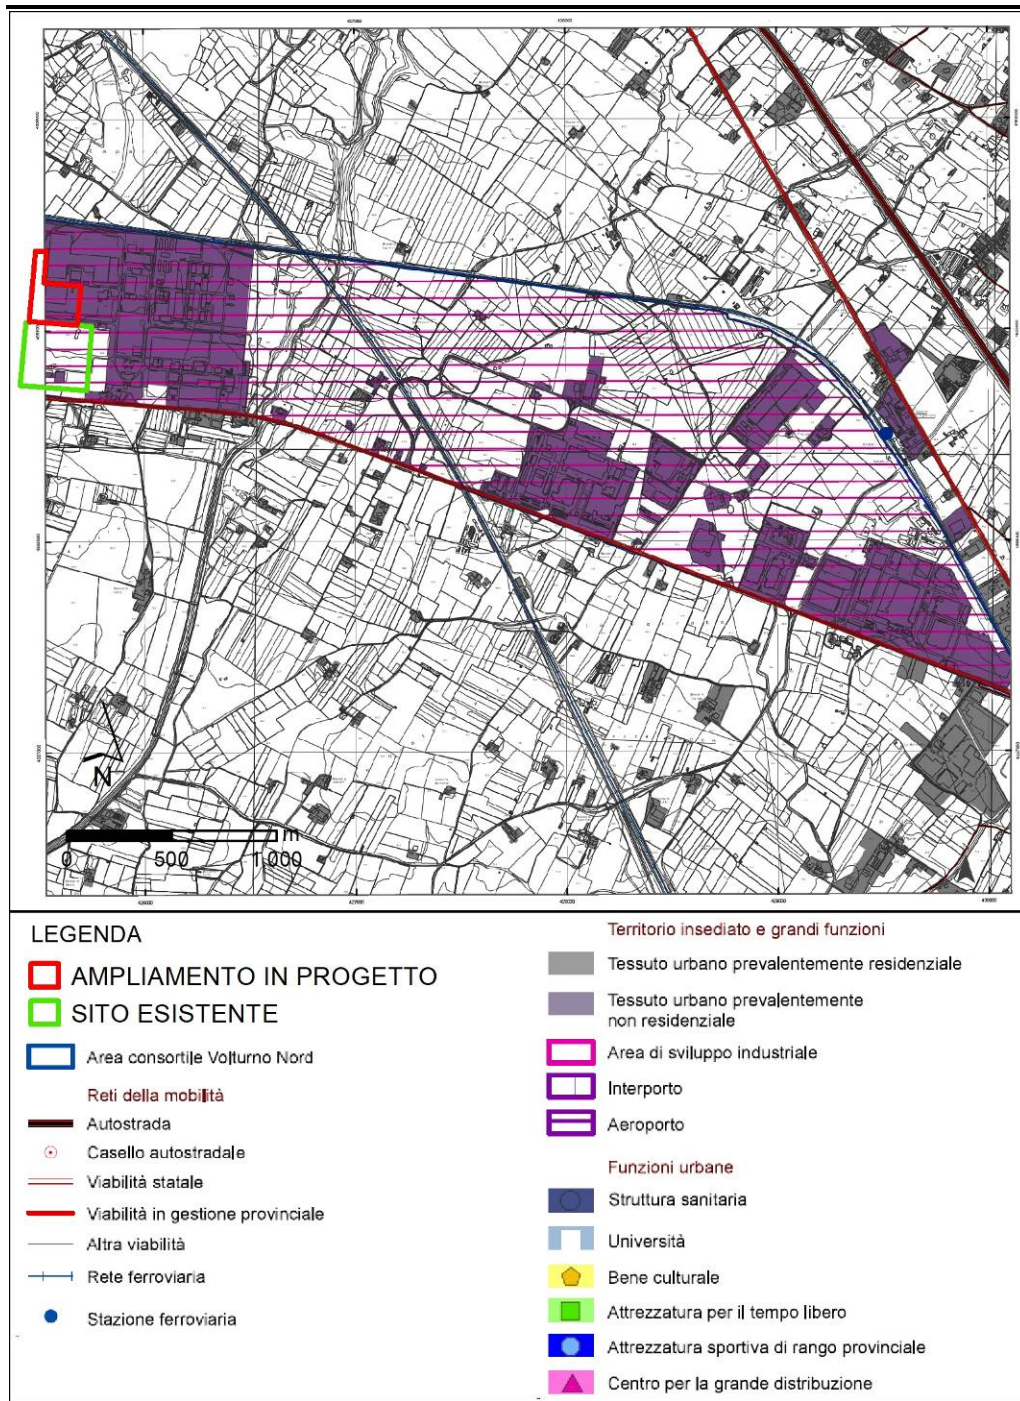 N
m
0 500 1 000
LEGENDA
AMPLIAMENTO IN PROGETTO
SITO ESISTENTE
Area consortile Volturno Nord
Reti della mobilità
Autostrada
Casello autostradale
Viabilità statale
Viabilità in gestione provinciale
Altra viabilità
Rete ferroviaria
Stazione ferroviaria
Territorio insediato e grandi funzioni
Tessuto urbano prevalentemente residenziale
Tessuto urbano prevalentemente
non residenziale
Area di sviluppo industriale
Interporto
Aeroporto
Funzioni urbane
Struttura sanitaria
Università
Bene culturale
Attrezzatura per il tempo libero
Attrezzatura sportiva di rango provinciale
Centro per la grande distribuzione